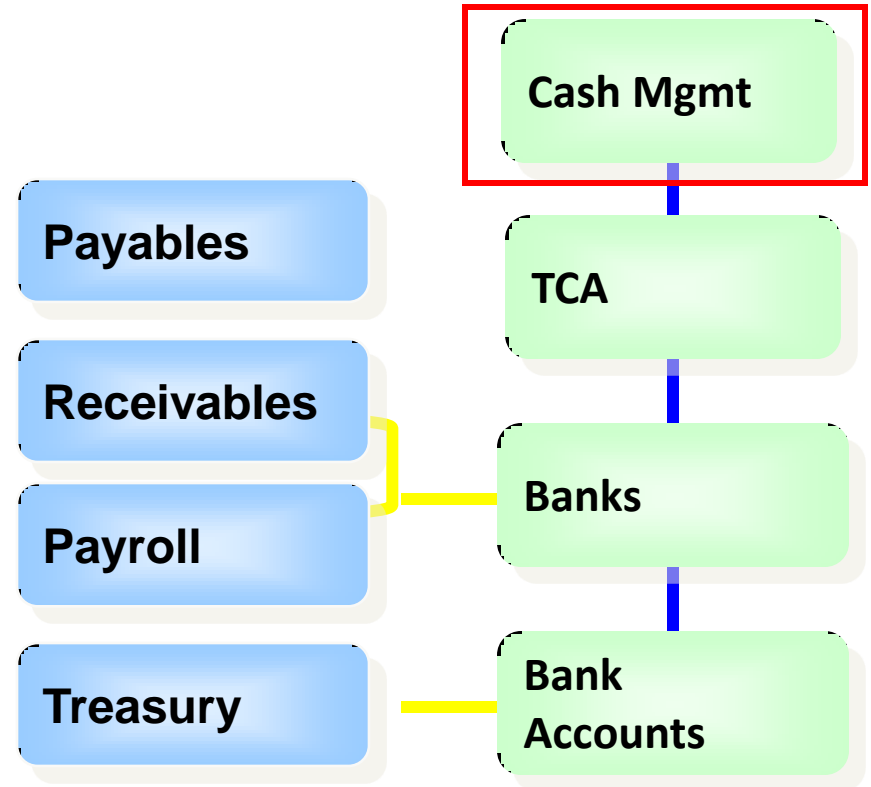 Cash Mgmt
Payables
TCA
Receivables
Banks
Payroll
Treasury
Bank
Accounts